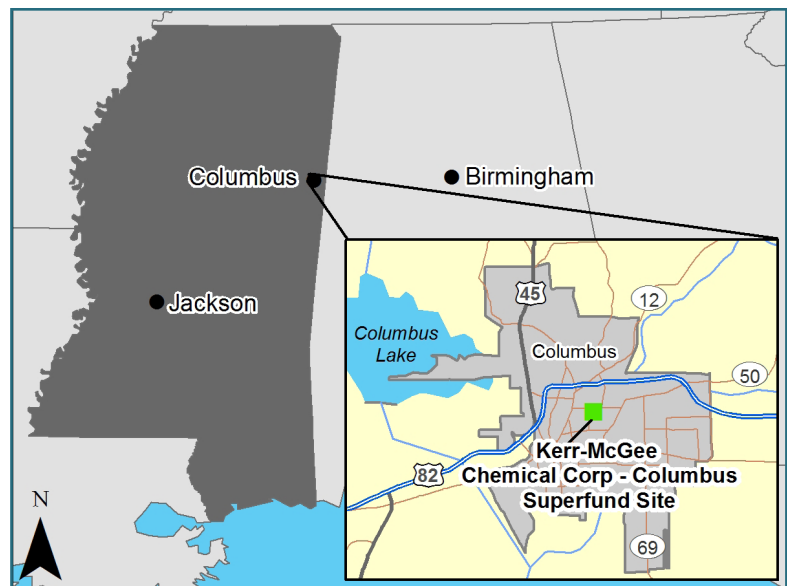 Columbus
Birmingham
Jackson
45
12
Columbus
Lake
Columbus
50
Kerr-McGee
Chemical Corp - Columbus
Superfund Site
82
69
N